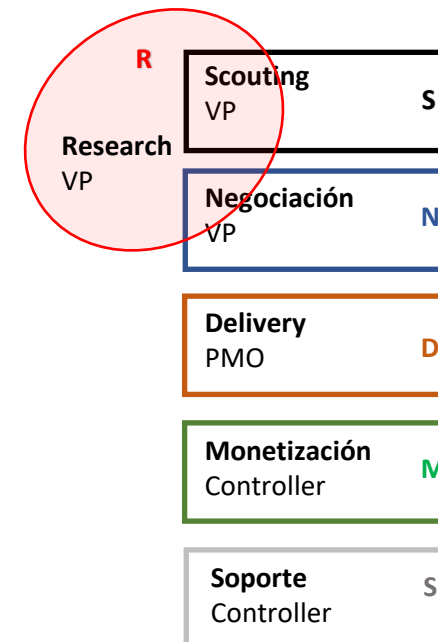 R
Scouting
VP
S
Research
VP
Negociación
VP
N
Delivery
PMO
D
Monetización
Controller
M
Soporte
Controller
S